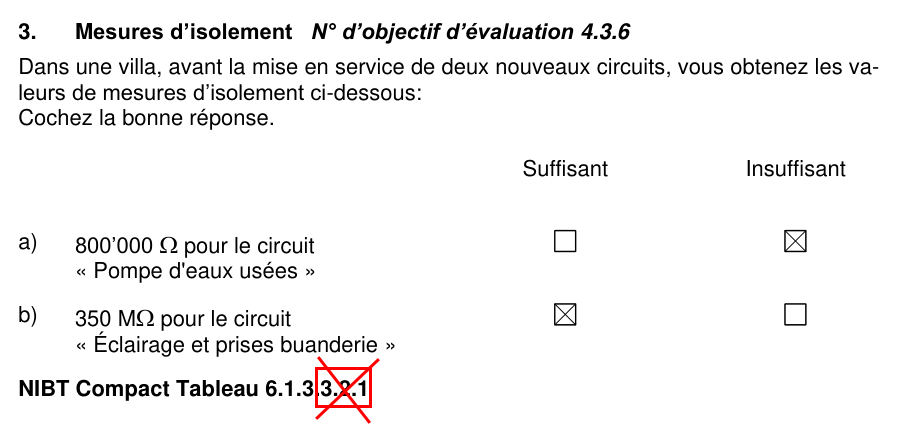 3. Mesures d’isolement N° d’objectif d’évaluation 4.3.6
Dans une villa, avant la mise en service de deux nouveaux circuits, vous obtenez les va-
leurs de mesures d’isolement ci-dessous:
Cochez la bonne réponse.
Suffisant Insuffisant
a) 800’000 Ω pour le circuit ☐ ☒
« Pompe d'eaux usées »
b) 350 MΩ pour le circuit ☒ ☐
« Éclairage et prises buanderie »
NIBT Compact Tableau 6.1.3.3.2.1